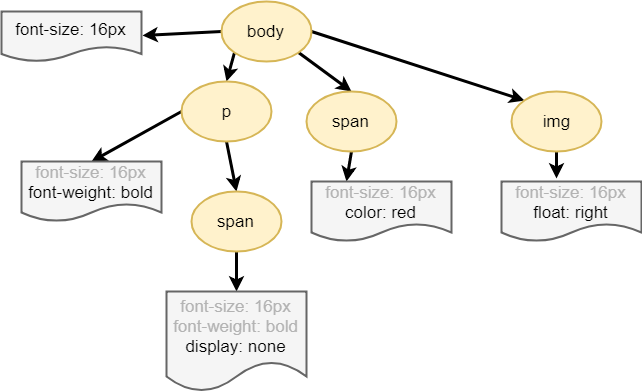 font-size: 16px
body
p
span
img
font-size: 16px
font-weight: bold
font-size: 16px
color: red
font-size: 16px
float: right
span
font-size: 16px
font-weight: bold
display: none